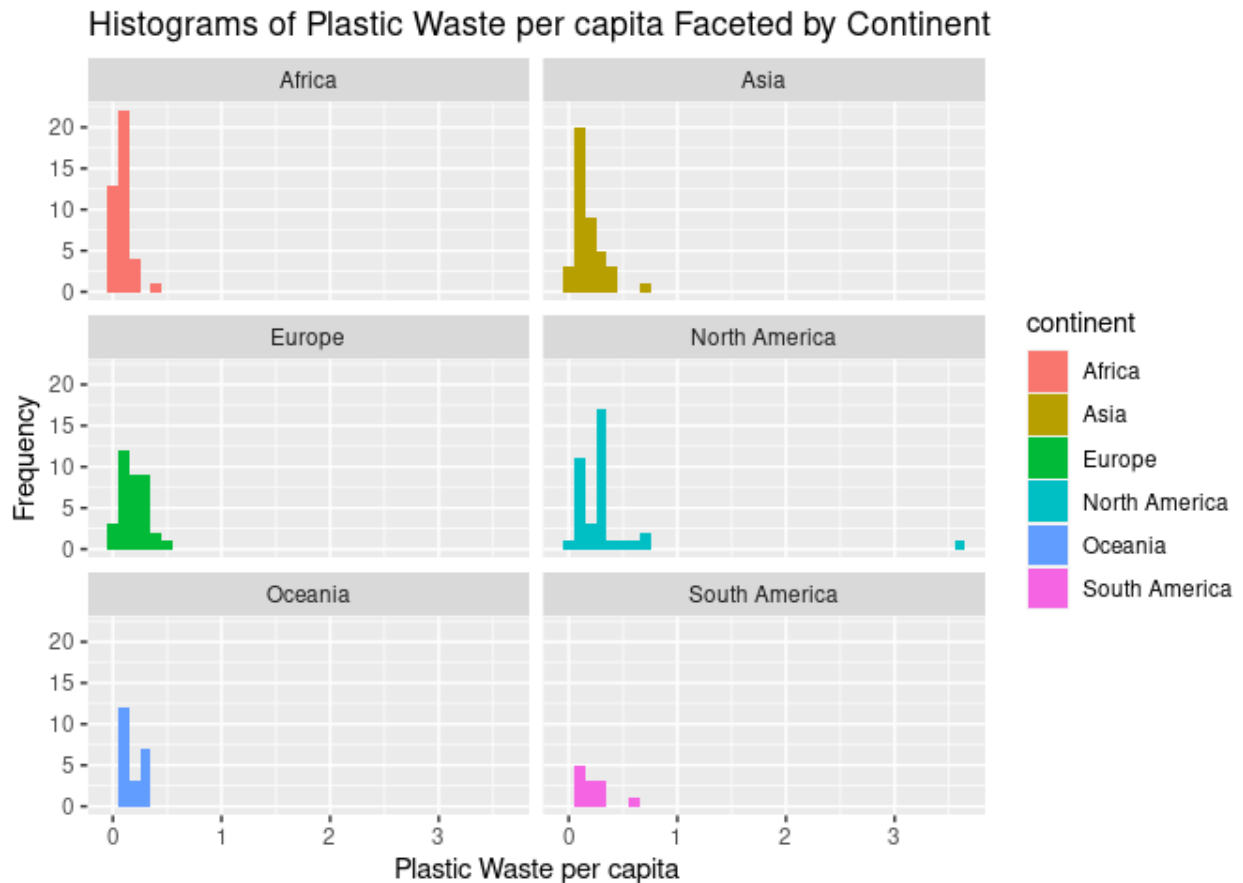 Histograms of Plastic Waste per capita Faceted by Continent
Africa
Asia
20
15
10
5
0
Europe
North America
20
15
10
5
0
Oceania
South America
20
15
10
5
0
0 1 2 3
0 1 2 3
Frequency
Plastic Waste per capita
continent
Africa
Asia
Europe
North America
Oceania
South America